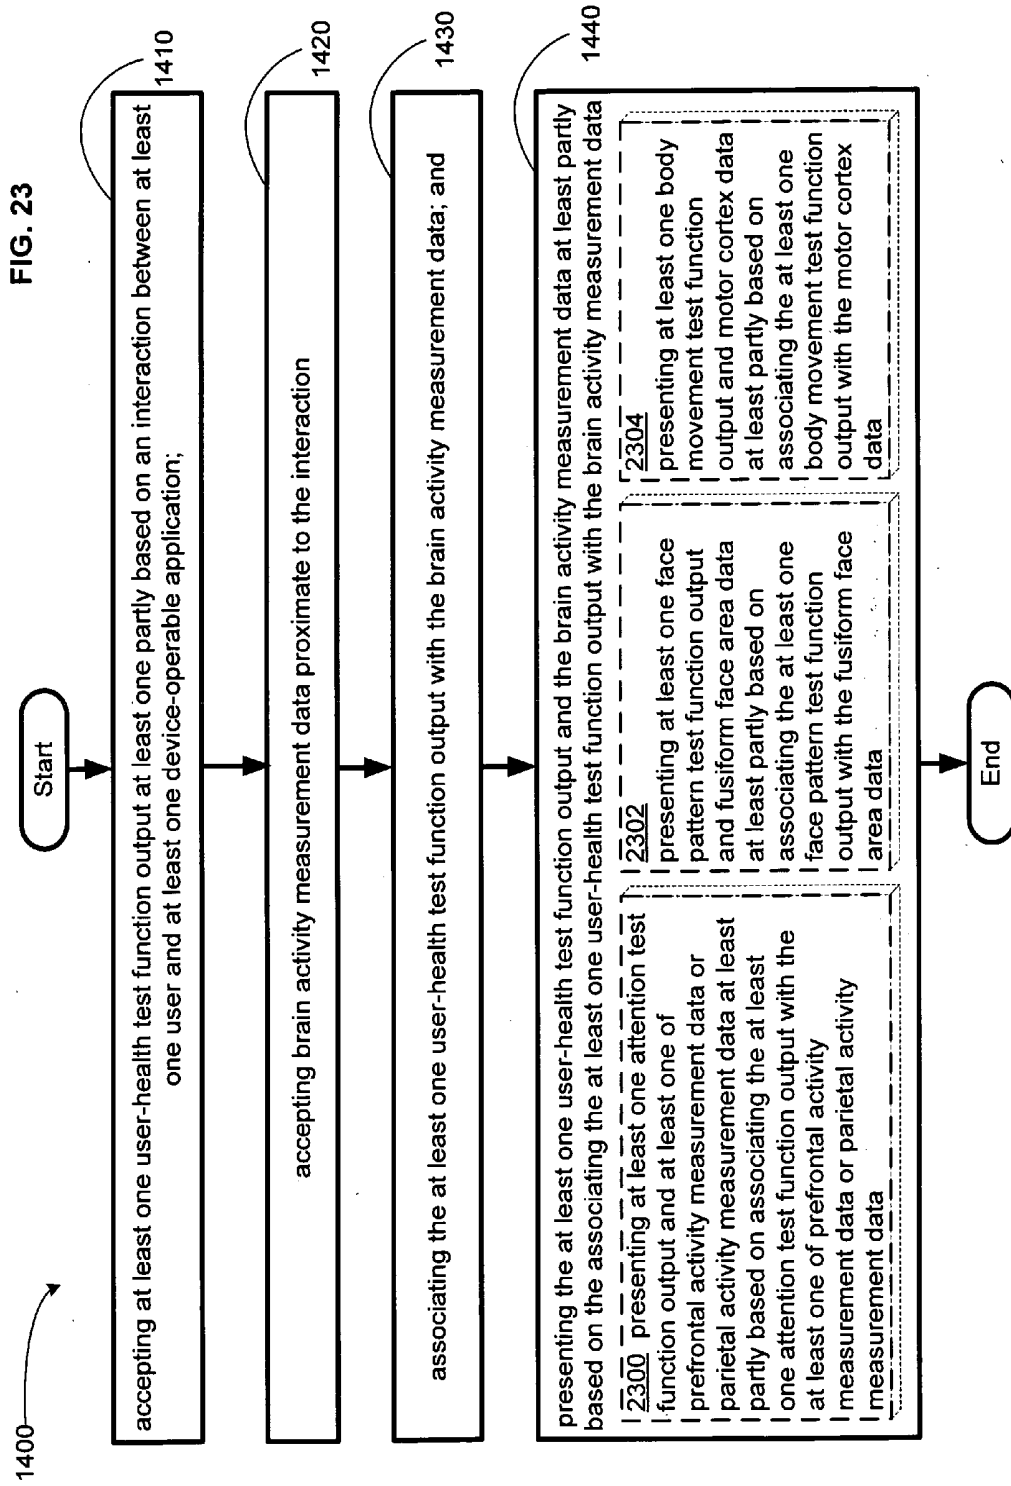 FIG. 23
1400
Start
1410
accepting at least one user-health test function output at least one partly based on an interaction between at least
one user and at least one device-operable application;
1420
accepting brain activity measurement data proximate to the interaction
1430
associating the at least one user-health test function output with the brain activity measurement data; and
1440
presenting the at least one user-health test function output and the brain activity measurement data at least partly
based on the associating the at least one user-health test function output with the brain activity measurement data
2300 presenting at least one attention test
function output and at least one of
prefrontal activity measurement data or
parietal activity measurement data at least
partly based on associating the at least
one attention test function output with the
at least one of prefrontal activity
measurement data or parietal activity
measurement data
2302
presenting at least one face
pattern test function output
and fusiform face area data
at least partly based on
associating the at least one
face pattern test function
output with the fusiform face
area data
2304
presenting at least one body
movement test function
output and motor cortex data
at least partly based on
associating the at least one
body movement test function
output with the motor cortex
data
End